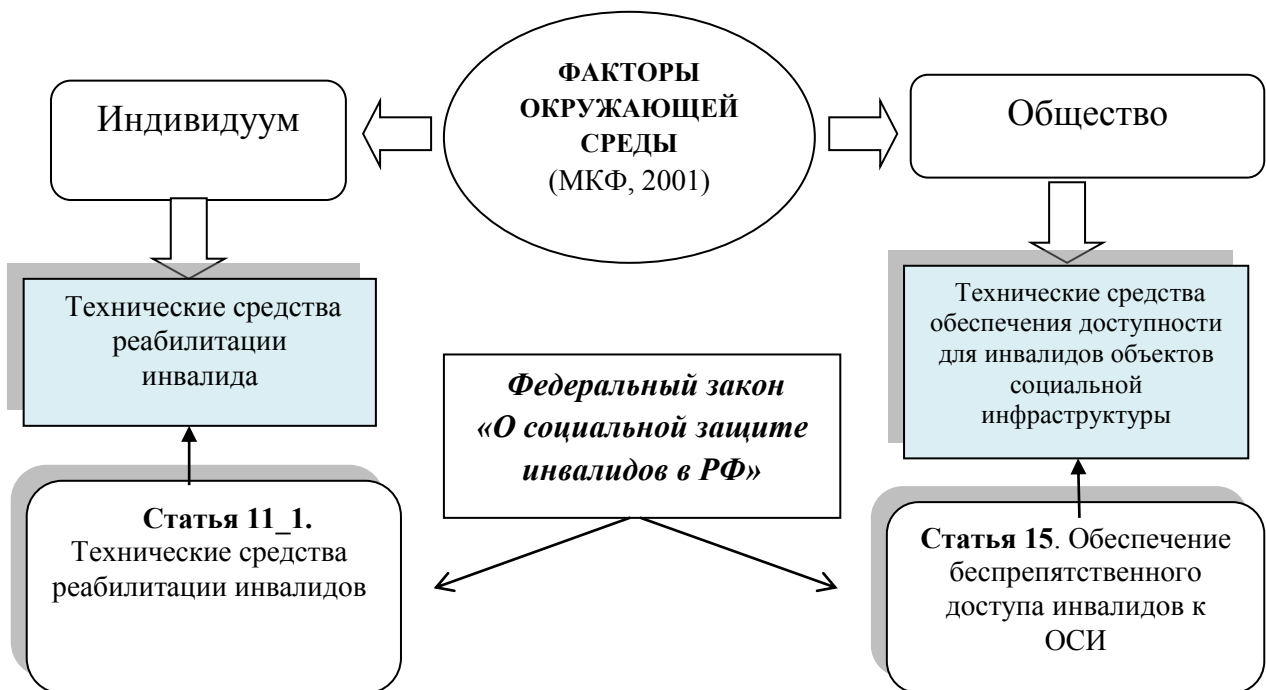 ФАКТОРЫ
ОКРУЖАЮЩЕЙ
СРЕДЫ
(МКФ, 2001)
Индивидуум
Общество
Технические средства
реабилитации
инвалида
Технические средства
обеспечения доступности
для инвалидов объектов
социальной
инфраструктуры
Федеральный закон
«О социальной защите
инвалидов в РФ»
Статья 11_1.
Технические средства
реабилитации инвалидов
Статья 15. Обеспечение
беспрепятственного
доступа инвалидов к
ОСИ